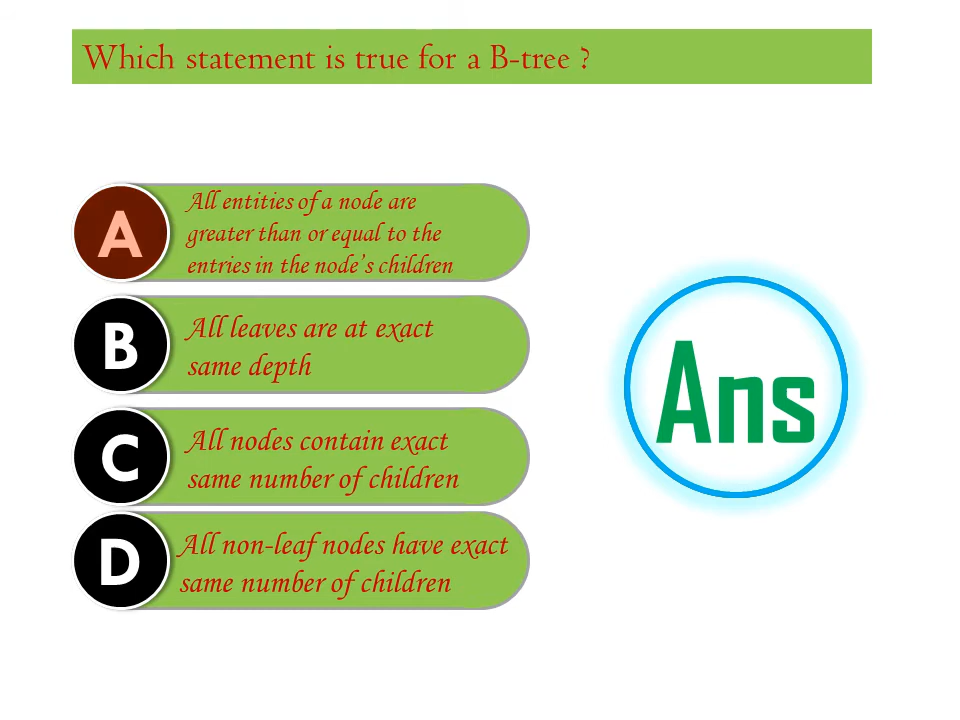 Which statement is true for a B-tree ?
A
All entities of a node are
greater than or equal to the
entries in the node's children
B
All leaves are at exact
same depth
C
All nodes contain exact
same number of children
D
All non-leaf nodes have exact
same number of children
Ans